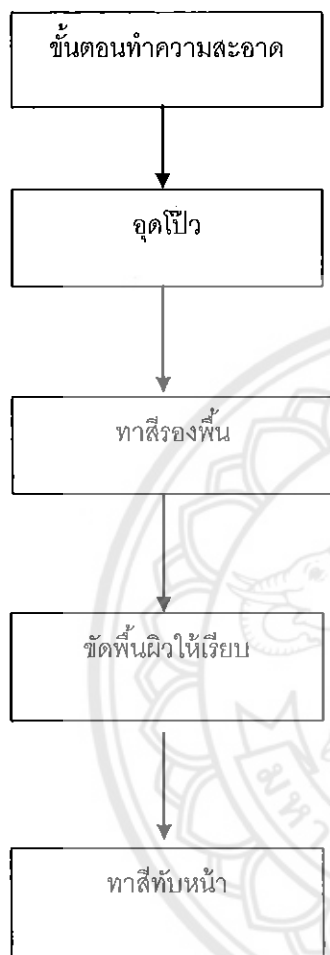 ขั้นตอนทำความสะอาด
อุดโป๊ว
ทาสีรองพื้น
ขัดพื้นผิวให้เรียบ
ทาสีทับหน้า